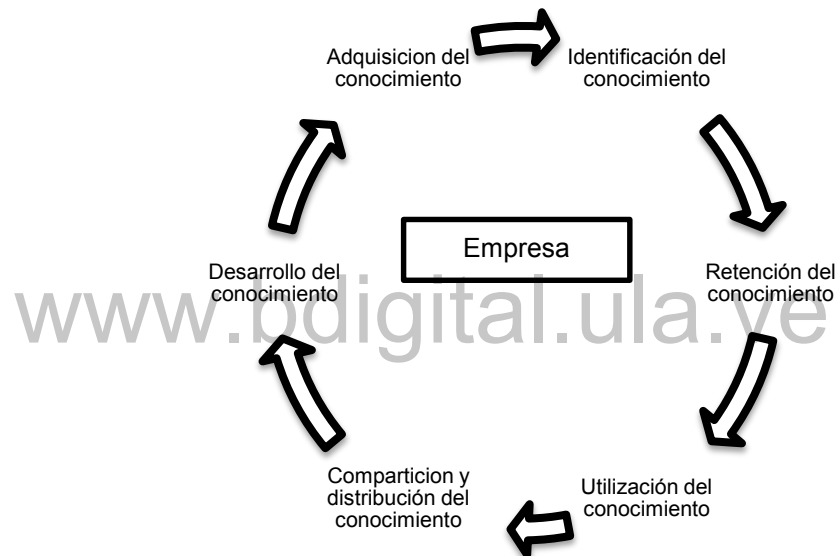 Adquisicion del
conocimiento
Identificación del
conocimiento
Empresa
Desarrollo del
conocimiento
Retención del
conocimiento
www.bdigital.ula.ve
Comparticion y
distribución del
conocimiento
Utilización del
conocimiento